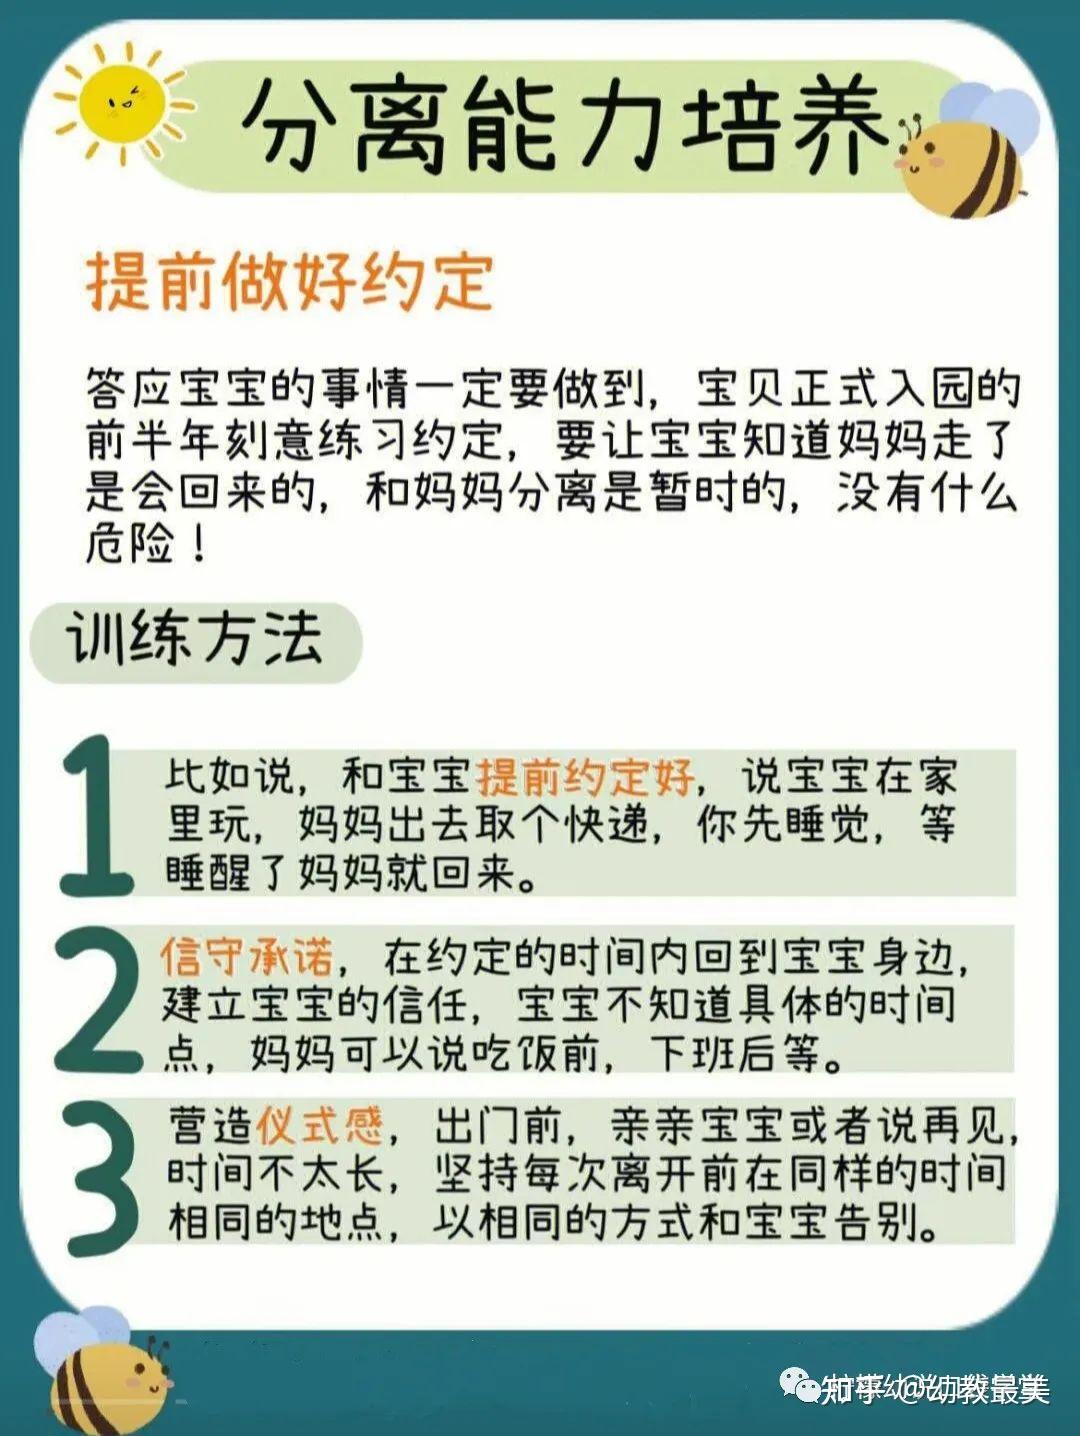 分离能力培养
提前做好约定
答应宝宝的事情一定要做到，宝贝正式入园的
前半年刻意练习约定，要让宝宝知道妈妈走了
是会回来的，和妈妈分离是暂时的，没有什么
危险！
训练方法
1
比如说，和宝宝提前约定好，说宝宝在家
里玩，妈妈出去取个快递，你先睡觉，等
睡醒了妈妈就回来。
2
信守承诺，在约定的时间内回到宝宝身边，
建立宝宝的信任，宝宝不知道具体的时间
点，妈妈可以说吃饭前，下班后等。
3
营造仪式感，出门前，亲亲宝宝或者说再见，
时间不太长，坚持每次离开前在同样的时间
相同的地点，以相同的方式和宝宝告别。
知乎 @幼教最美